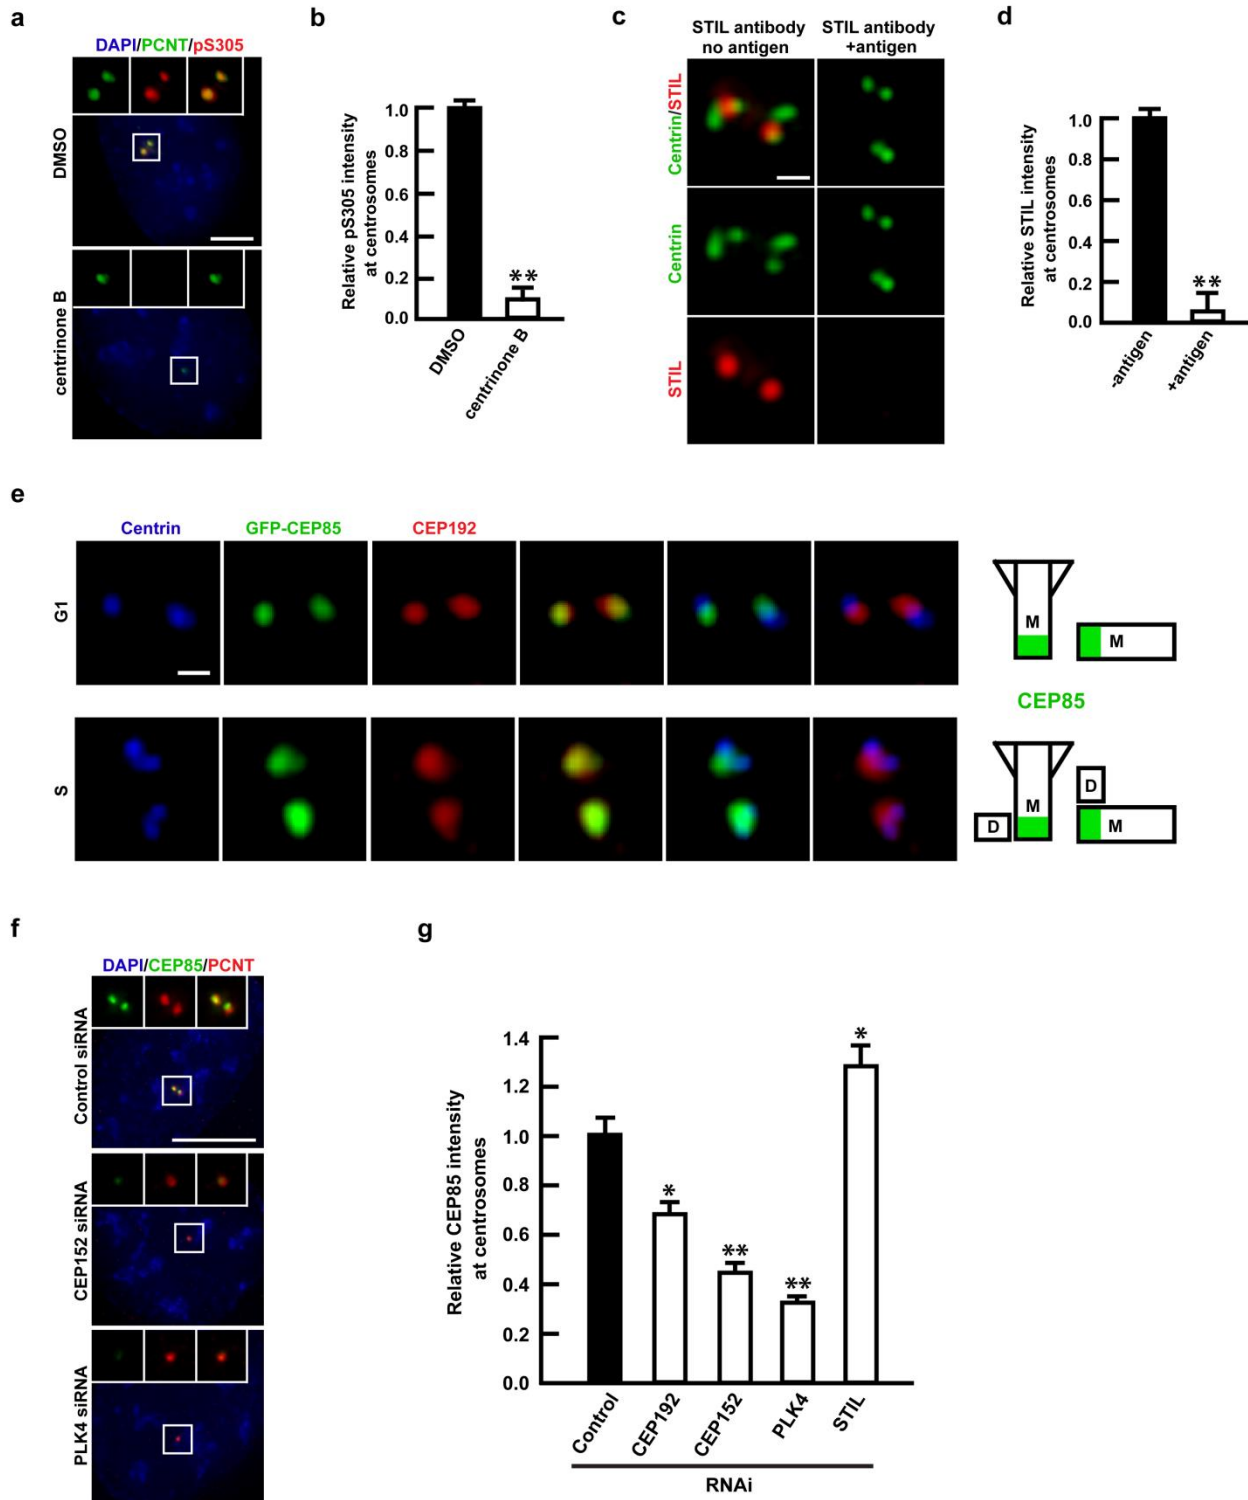 a
DAPI/PCNT/pS305
DMSO
centrinone B
b
Relative pS305 intensity
at centrosomes
1.0
0.8
0.6
0.4
0.2
0.0
**
DMSO
centrinone B
c
STIL antibody
no antigen
STIL antibody
+antigen
Centrin/STIL
Centrin
STIL
d
Relative STIL intensity
at centrosomes
1.0
0.8
0.6
0.4
0.2
0.0
**
-antigen
+antigen
e
Centrin
GFP-CEP85
CEP192
G1
M
M
CEP85
S
D
M
D
M
f
DAPI/CEP85/PCNT
Control siRNA
CEP152 siRNA
PLK4 siRNA
g
Relative CEP85 intensity
at centrosomes
1.4
1.2
1.0
0.8
0.6
0.4
0.2
0.0
*
**
**
*
Control
CEP192
CEP152
PLK4
STIL
RNAi